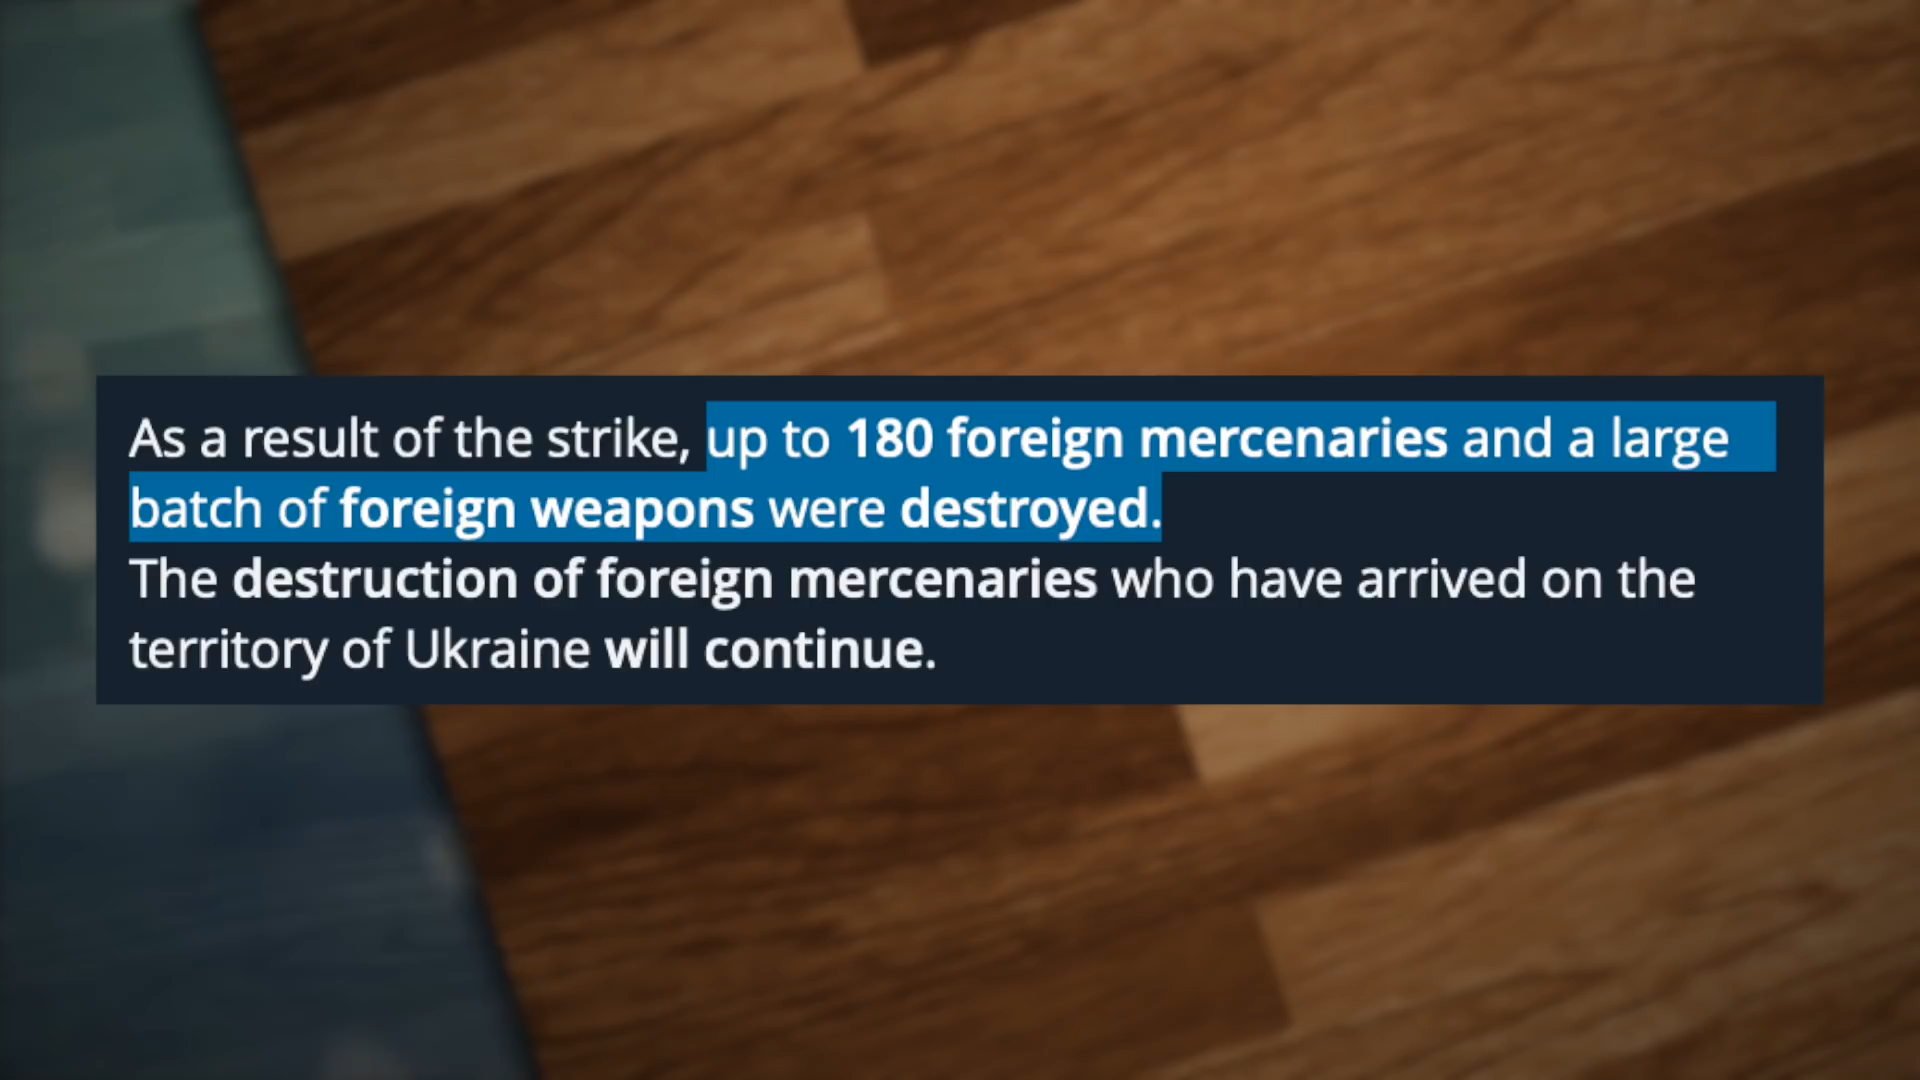 As a result of the strike, up to 180 foreign mercenaries and a large
batch of foreign weapons were destroyed.
The destruction of foreign mercenaries who have arrived on the
territory of Ukraine will continue.